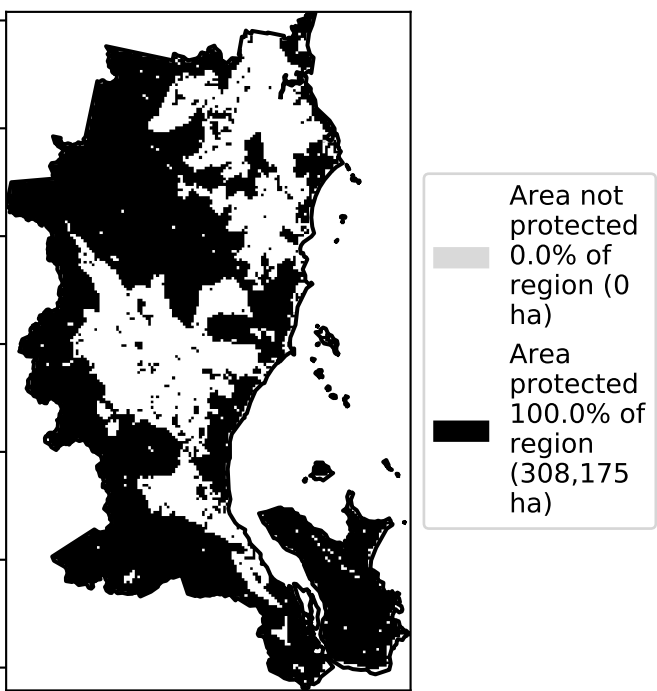 Area not
protected
0.0% of
region (0
ha)
Area
protected
100.0% of
region
(308,175
ha)